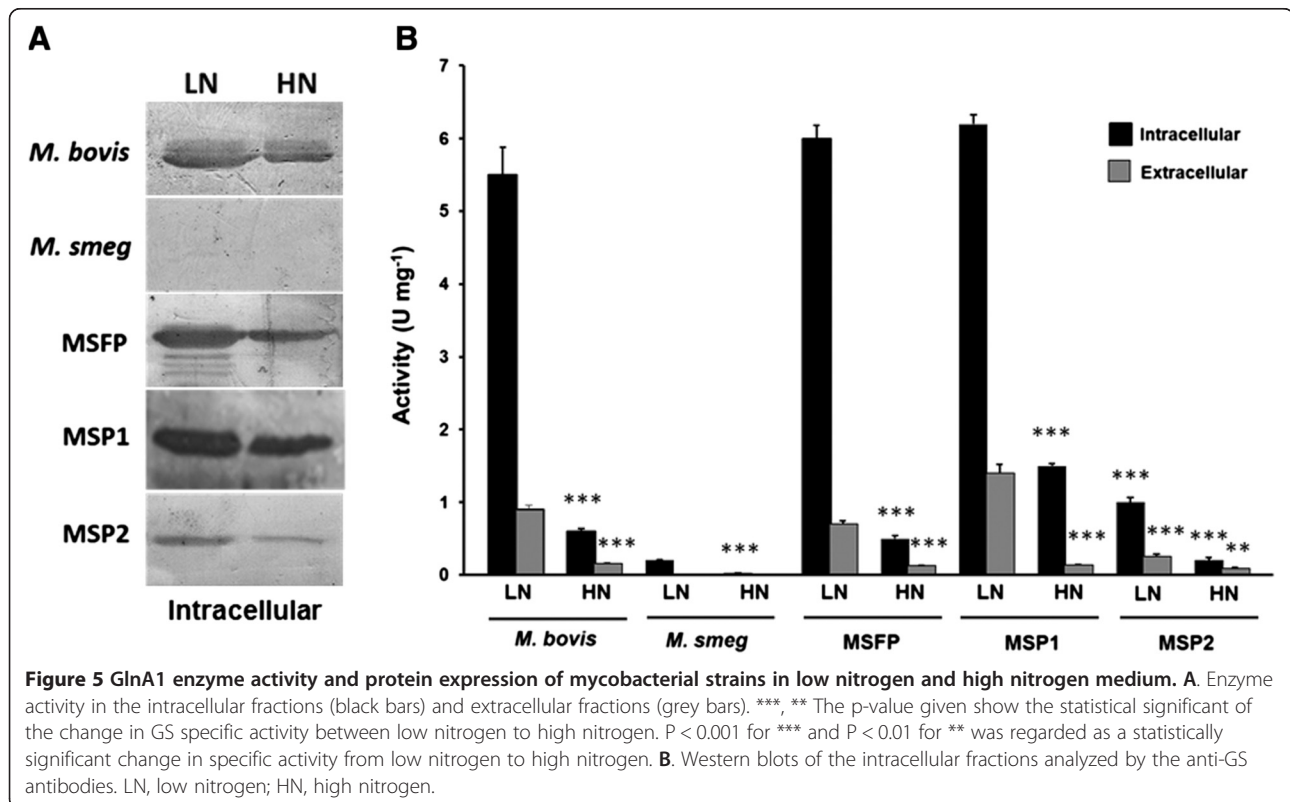 A
LN HN
M. bovis
M. smeg
MSFP
MSP1
MSP2
Intracellular
B
7
6
5
4
3
2
1
0
Activity (U mg-1)
Intracellular
Extracellular
***
***
***
***
***
***
***
***
***
***
**
LN HN LN HN LN HN LN HN LN HN
M. bovis M. smeg MSFP MSP1 MSP2
Figure 5 GlnA1 enzyme activity and protein expression of mycobacterial strains in low nitrogen and high nitrogen medium. A. Enzyme
activity in the intracellular fractions (black bars) and extracellular fractions (grey bars). ***, ** The p-value given show the statistical significant of
the change in GS specific activity between low nitrogen to high nitrogen. P < 0.001 for *** and P < 0.01 for ** was regarded as a statistically
significant change in specific activity from low nitrogen to high nitrogen. B. Western blots of the intracellular fractions analyzed by the anti-GS
antibodies. LN, low nitrogen; HN, high nitrogen.